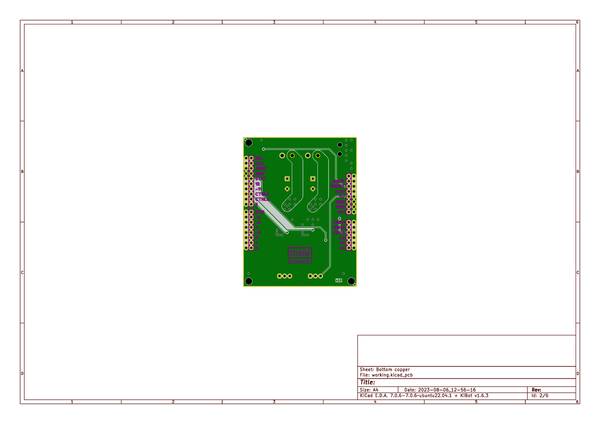 1 2 3 4 5 6
A A
B B
C C
D D
Sheet: Bottom copper
File: working.kicad_pcb
Title:
Size: A4 Date: 2023-08-06_12-56-16 Rev:
KiCad E.D.A. 7.0.6-7.0.6~ubuntu22.04.1 + KiBot v1.6.3 Id: 2/6
1 2 3 4 5 6